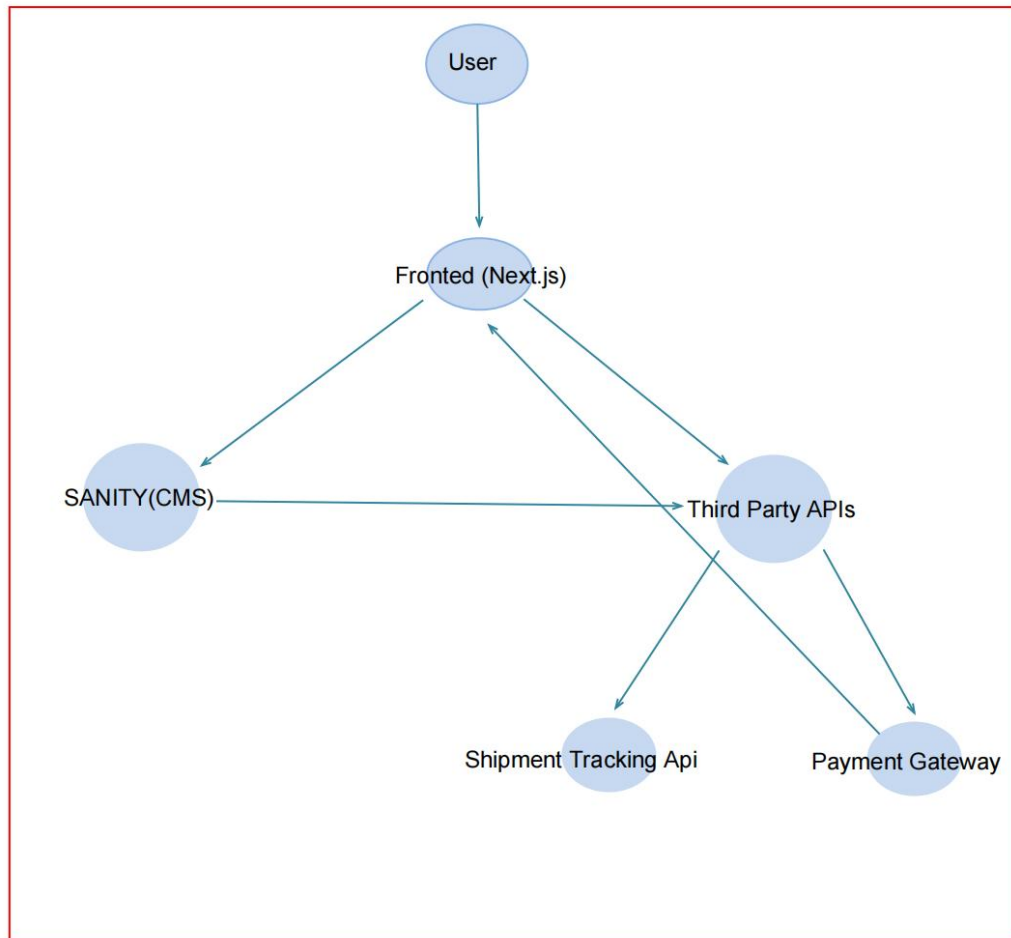 User
Fronted (Next.js)
SANITY(CMS)
Third Party APIs
Shipment Tracking Api
Payment Gateway